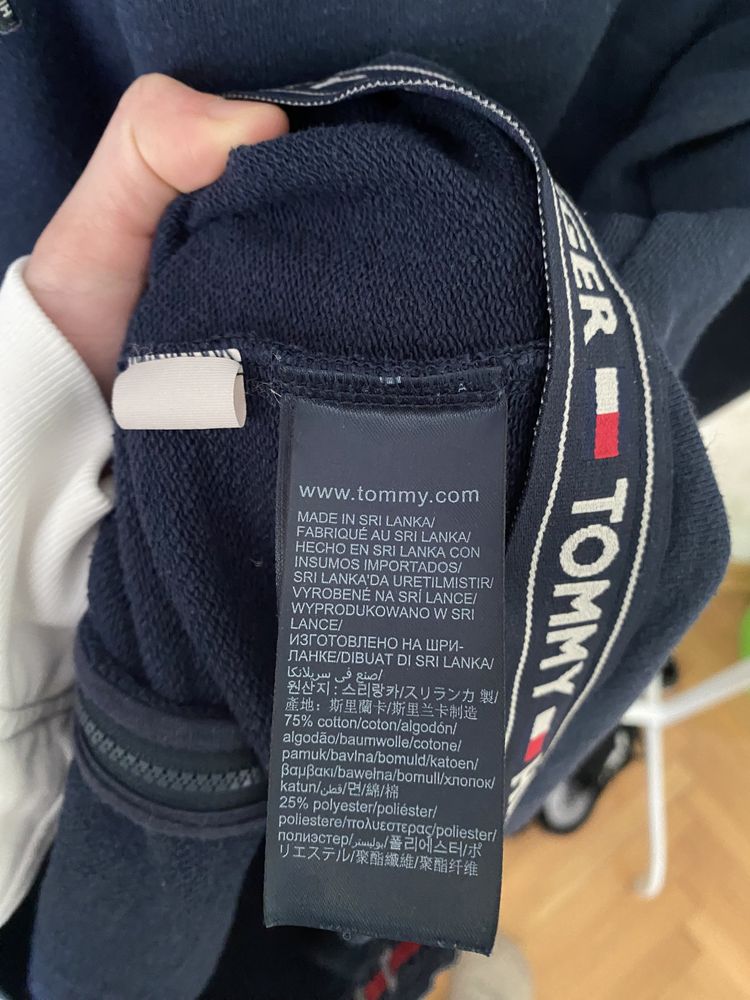 www.tommy.com
MADE IN SRI LANKA/
FABRIQUÉ AU SRI LANKA/
HECHO EN SRI LANKA CON
INSUMOS IMPORTADOS/
SRI LANKA'DA URETILMISTIR/
VYROBENÉ NA SRÍ LANCE/
WYPRODUKOWANO W SRI
LANCE/
ИЗГОТОВЛЕНО НА ШРИ-
ЛАНКЕ/DIBUAT DI SRI LANKA/
صنع في سريلانكا/
원산지 : 스리랑카/スリランカ 製/
產地: 斯里蘭卡/斯里兰卡制造
75% cotton/coton/algodón/
algodão/baumwolle/cotone/
pamuk/bavlna/bomuld/katoen/
βαμβακι/bawełna/bomull/хлопок/
katun/قطن/면/綿/棉
25% polyester/poliéster/
poliestere/πολυεστερας/poliester/
полиэстер/بوليستر/폴리에스터/ポ
リエステル/聚酯纖維/聚酯纤维
GER
TOMMY